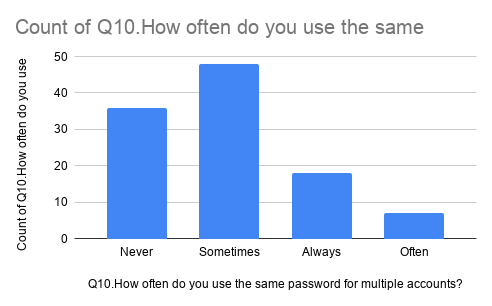 Count of Q10.How often do you use the same
Count of Q10.How often do you use
50
40
30
20
10
0
Never Sometimes Always Often
Q10.How often do you use the same password for multiple accounts?